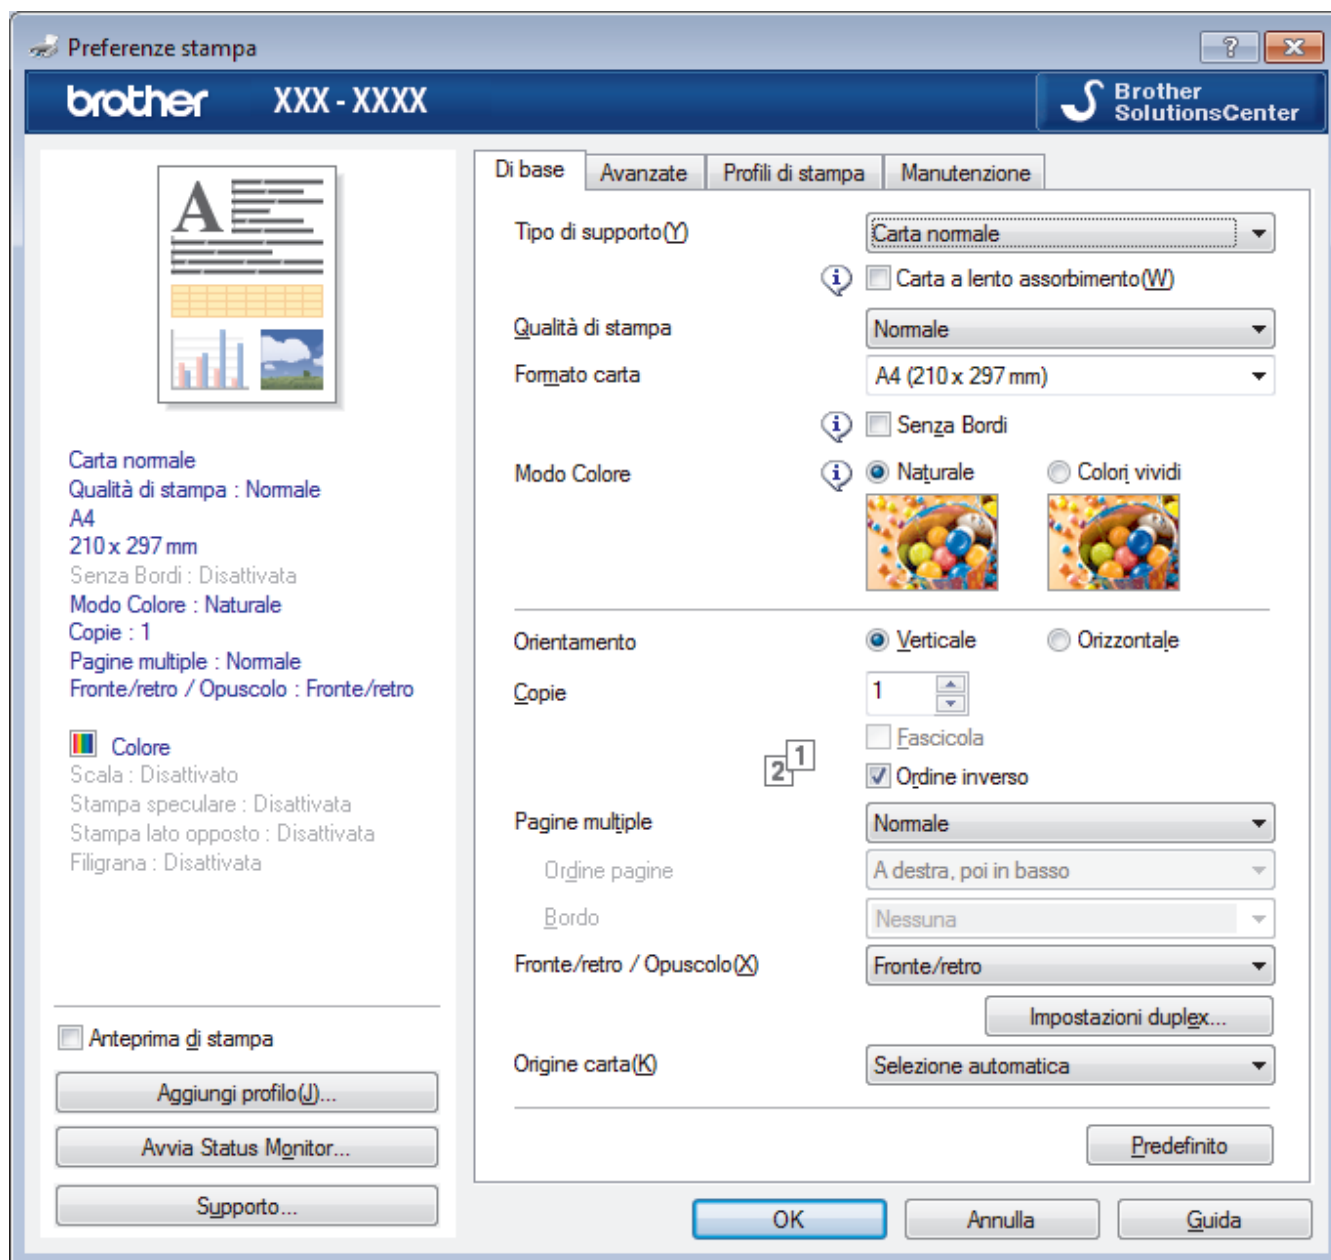 Preferenze stampa
brother XXX - XXXX
Brother
SolutionsCenter
A
Carta normale
Qualità di stampa : Normale
A4
210 x 297 mm
Senza Bordi : Disattivata
Modo Colore : Naturale
Copie : 1
Pagine multiple : Normale
Fronte/retro / Opuscolo : Fronte/retro
Colore
Scala : Disattivato
Stampa speculare : Disattivata
Stampa lato opposto : Disattivata
Filigrana : Disattivata
Anteprima di stampa
Aggiungi profilo(J)...
Avvia Status Monitor...
Supporto...
Di base Avanzate Profili di stampa Manutenzione
Tipo di supporto(Y) Carta normale
Carta a lento assorbimento(W)
Qualità di stampa Normale
Formato carta A4 (210 x 297 mm)
Senza Bordi
Modo Colore Naturale Colori vividi
Orientamento Verticale Orizzontale
Copie 1
Fascicola
2 1 Ordine inverso
Pagine multiple Normale
Ordine pagine A destra, poi in basso
Bordo Nessuna
Fronte/retro / Opuscolo(X) Fronte/retro
Impostazioni duplex...
Origine carta(K) Selezione automatica
Predefinito
OK Annulla Guida